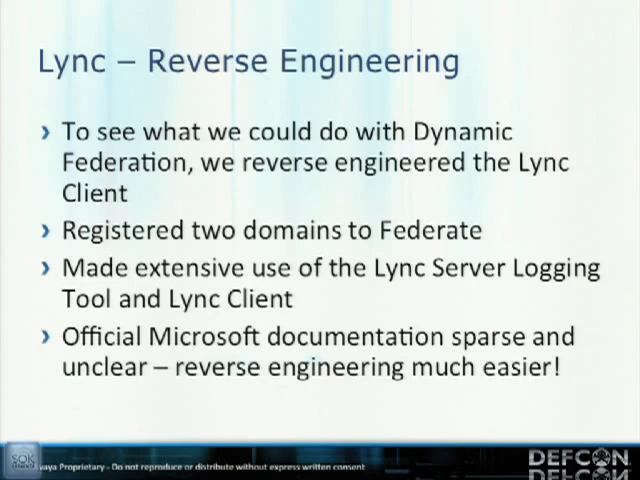 Lync – Reverse Engineering
› To see what we could do with Dynamic
Federation, we reverse engineered the Lync
Client
› Registered two domains to Federate
› Made extensive use of the Lync Server Logging
Tool and Lync Client
› Official Microsoft documentation sparse and
unclear – reverse engineering much easier!
SOK
aya Proprietary - Do not reproduce or distribute without express written consent
DEFCON